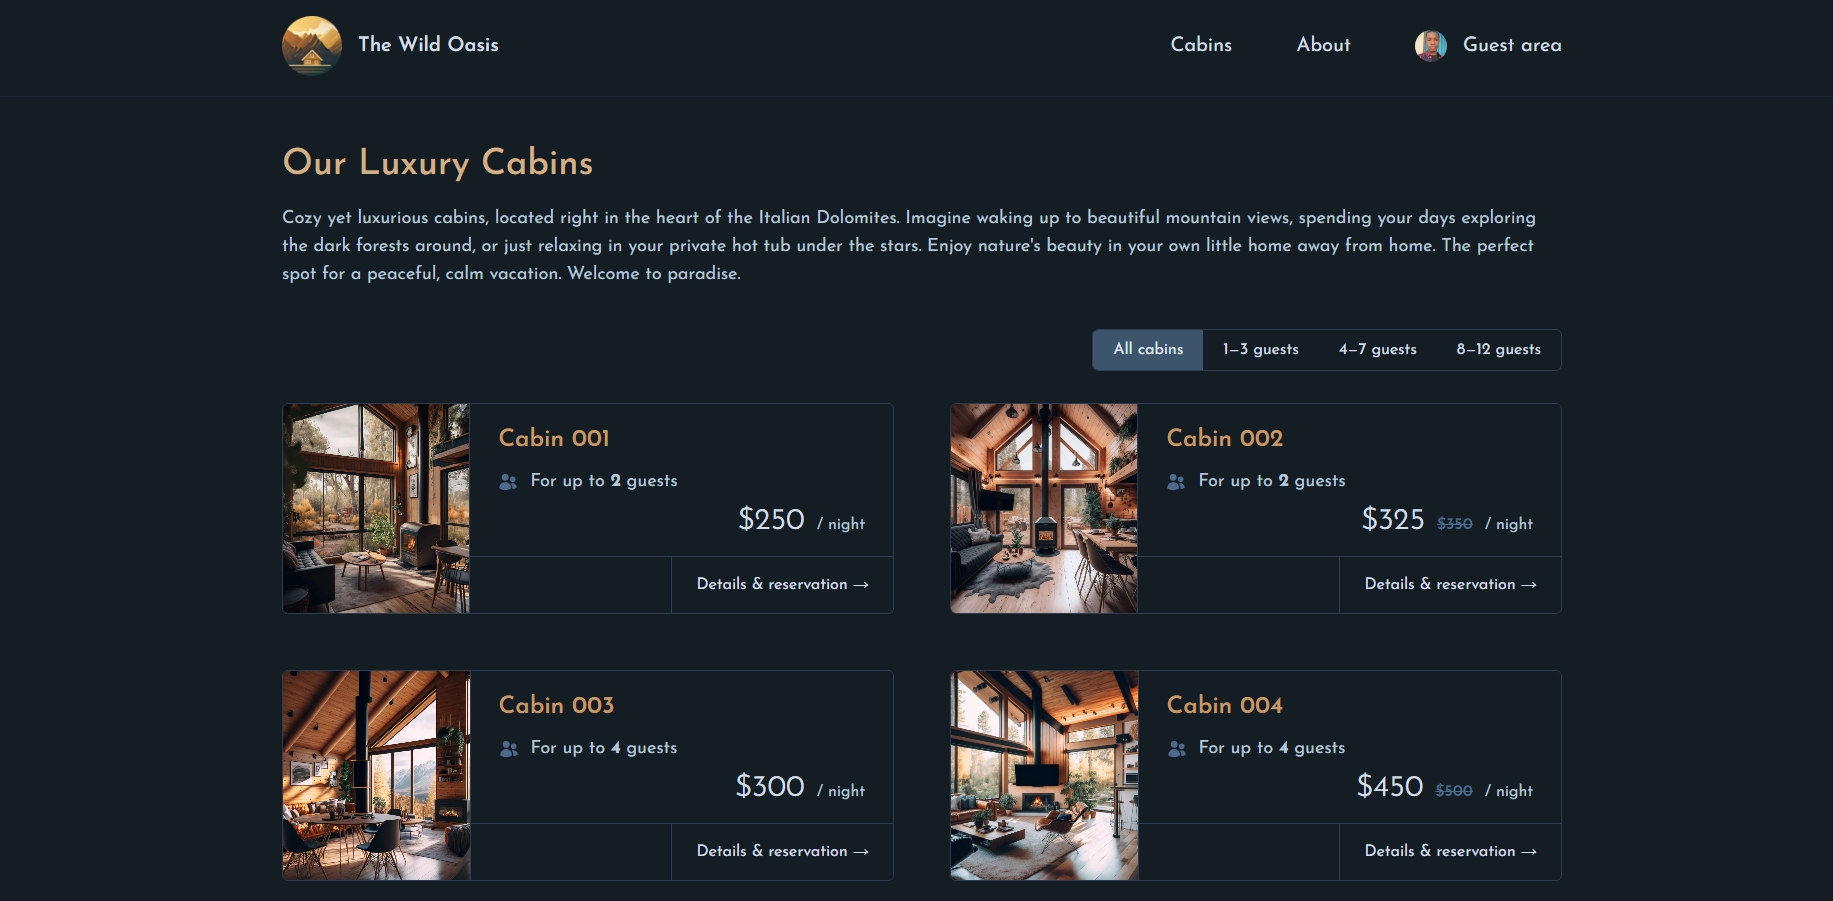 The Wild Oasis
Cabins
About
Guest area
Our Luxury Cabins
Cozy yet luxurious cabins, located right in the heart of the Italian Dolomites. Imagine waking up to beautiful mountain views, spending your days exploring
the dark forests around, or just relaxing in your private hot tub under the stars. Enjoy nature's beauty in your own little home away from home. The perfect
spot for a peaceful, calm vacation. Welcome to paradise.
All cabins
1–3 guests
4–7 guests
8–12 guests
Cabin 001
For up to 2 guests
$250 / night
Details & reservation →
Cabin 002
For up to 2 guests
$325 $350 / night
Details & reservation →
Cabin 003
For up to 4 guests
$300 / night
Details & reservation →
Cabin 004
For up to 4 guests
$450 $500 / night
Details & reservation →